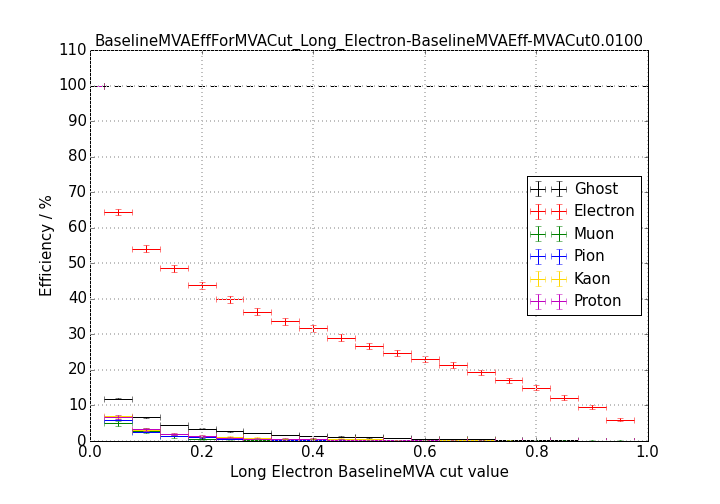 BaselineMVAEffForMVACut_Long_Electron-BaselineMVAEff-MVACut0.0100
110
100
90
80
70
60
50
40
30
20
10
0
Efficiency / %
Ghost
Electron
Muon
Pion
Kaon
Proton
0.0 0.2 0.4 0.6 0.8 1.0
Long Electron BaselineMVA cut value